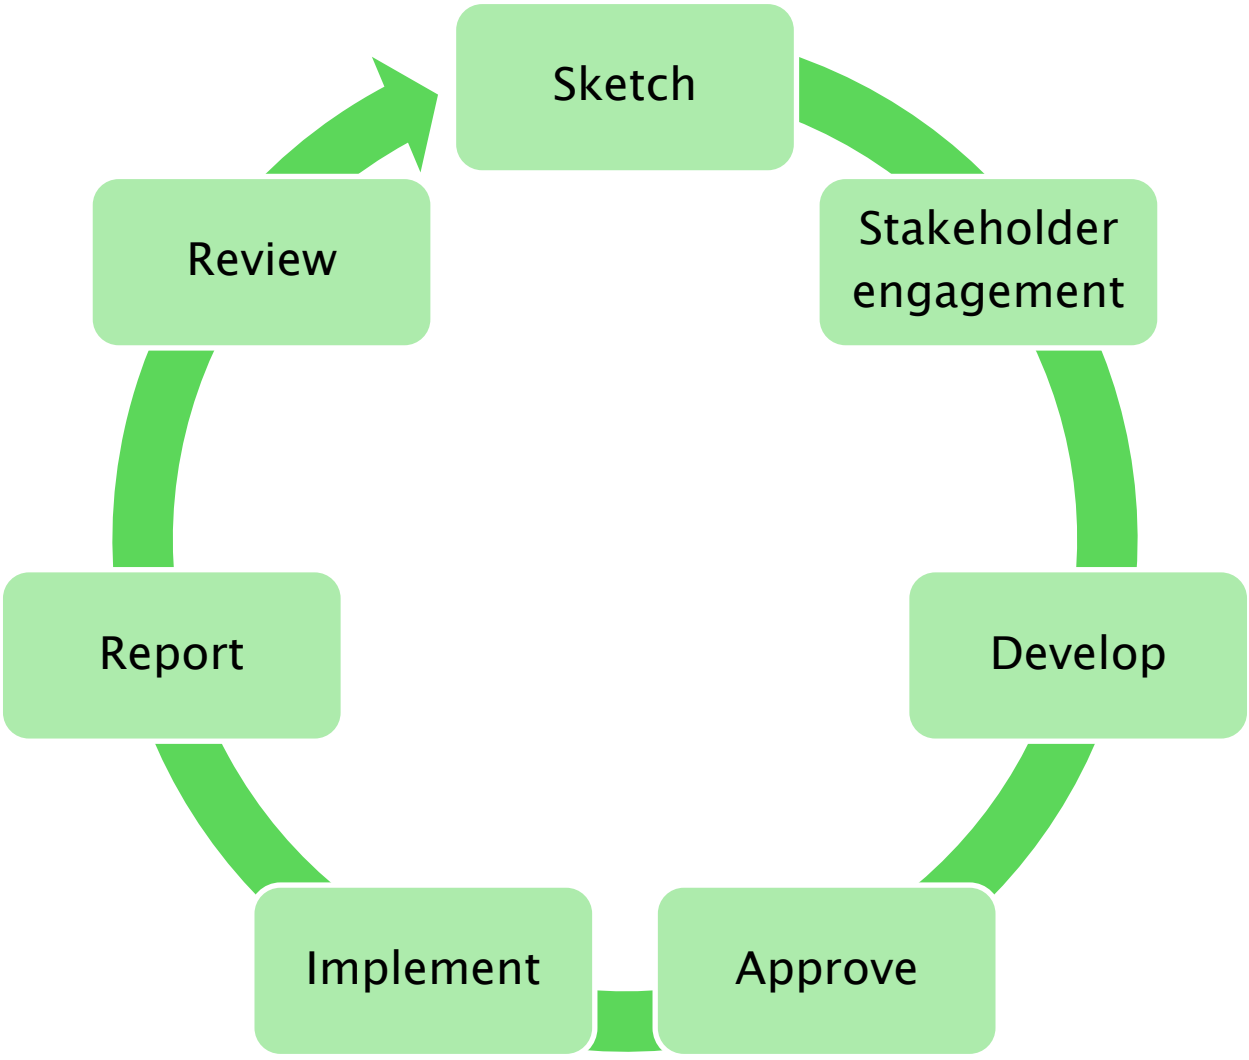 Sketch
Stakeholder
engagement
Develop
Approve
Implement
Report
Review